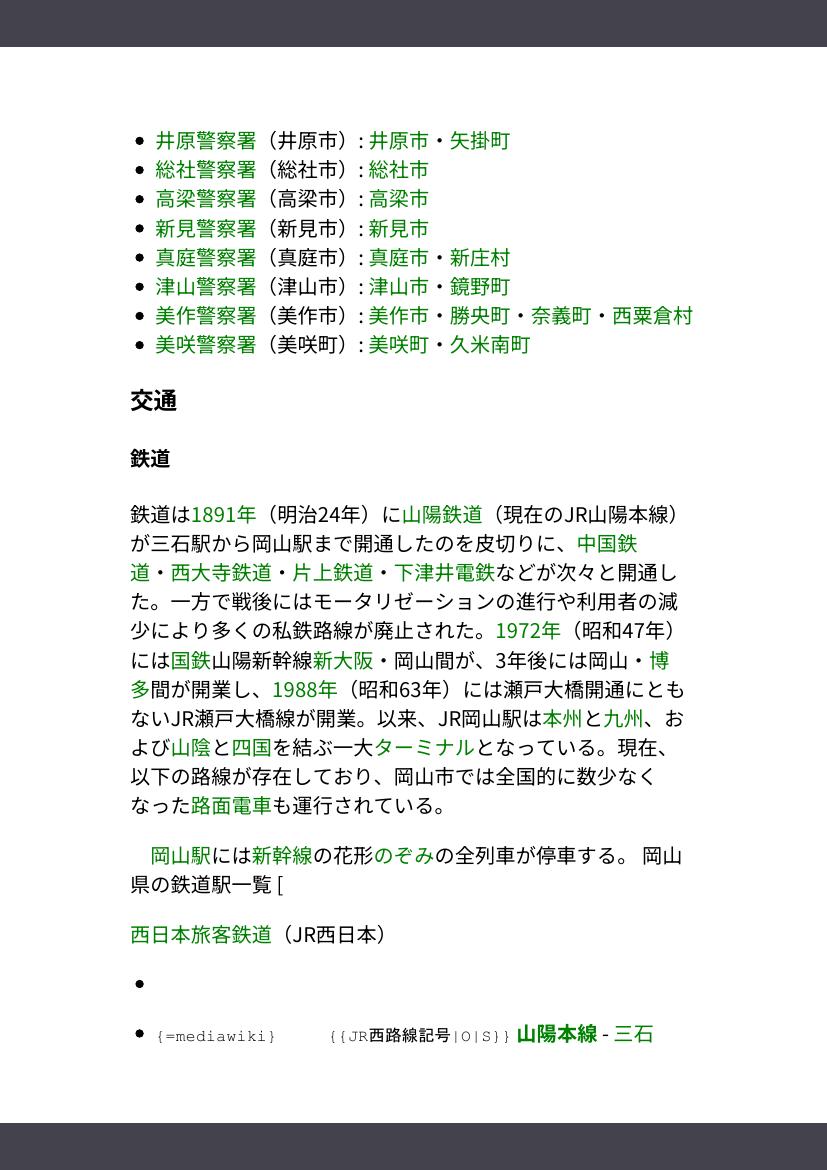 • 井原警察署（井原市）: 井原市・矢掛町
• 総社警察署（総社市）: 総社市
• 高梁警察署（高梁市）: 高梁市
• 新見警察署（新見市）: 新見市
• 真庭警察署（真庭市）: 真庭市・新庄村
• 津山警察署（津山市）: 津山市・鏡野町
• 美作警察署（美作市）: 美作市・勝央町・奈義町・西粟倉村
• 美咲警察署（美咲町）: 美咲町・久米南町
交通
鉄道
鉄道は1891年（明治24年）に山陽鉄道（現在のJR山陽本線）
が三石駅から岡山駅まで開通したのを皮切りに、中国鉄
道・西大寺鉄道・片上鉄道・下津井電鉄などが次々と開通し
た。一方で戦後にはモータリゼーションの進行や利用者の減
少により多くの私鉄路線が廃止された。1972年（昭和47年）
には国鉄山陽新幹線新大阪・岡山間が、3年後には岡山・博
多間が開業し、1988年（昭和63年）には瀬戸大橋開通にとも
ないJR瀬戸大橋線が開業。以来、JR岡山駅は本州と九州、お
よび山陰と四国を結ぶ一大ターミナルとなっている。現在、
以下の路線が存在しており、岡山市では全国的に数少なく
なった路面電車も運行されている。
岡山駅には新幹線の花形のぞみの全列車が停車する。 岡山
県の鉄道駅一覧 [
西日本旅客鉄道（JR西日本）
•
• {=mediawiki} {{JR西路線記号|O|S}} 山陽本線 - 三石